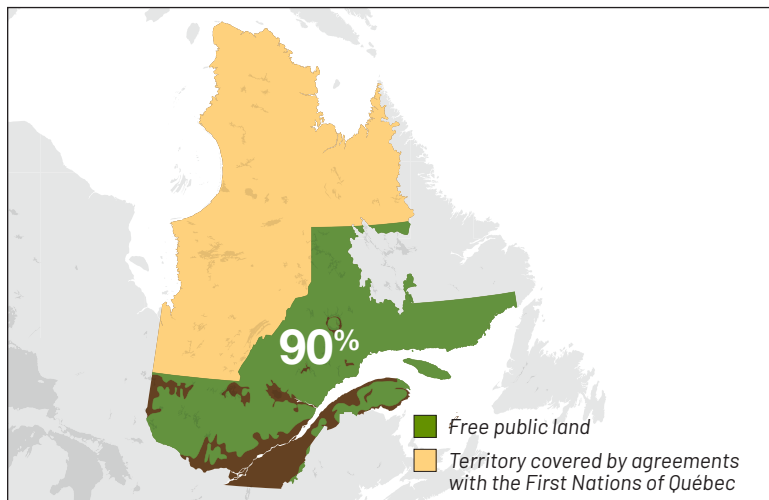 90%
Free public land
Territory covered by agreements
with the First Nations of Québec